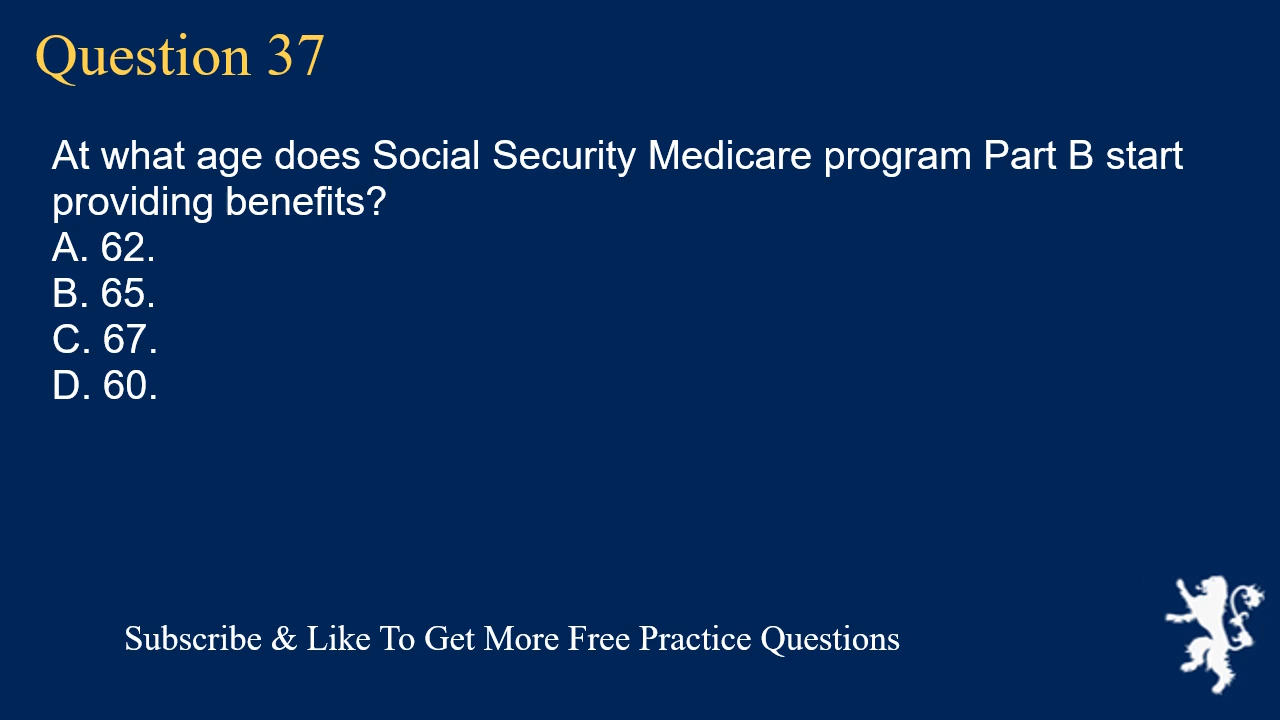 Question 37
At what age does Social Security Medicare program Part B start
providing benefits?
A. 62.
B. 65.
C. 67.
D. 60.
Subscribe & Like To Get More Free Practice Questions